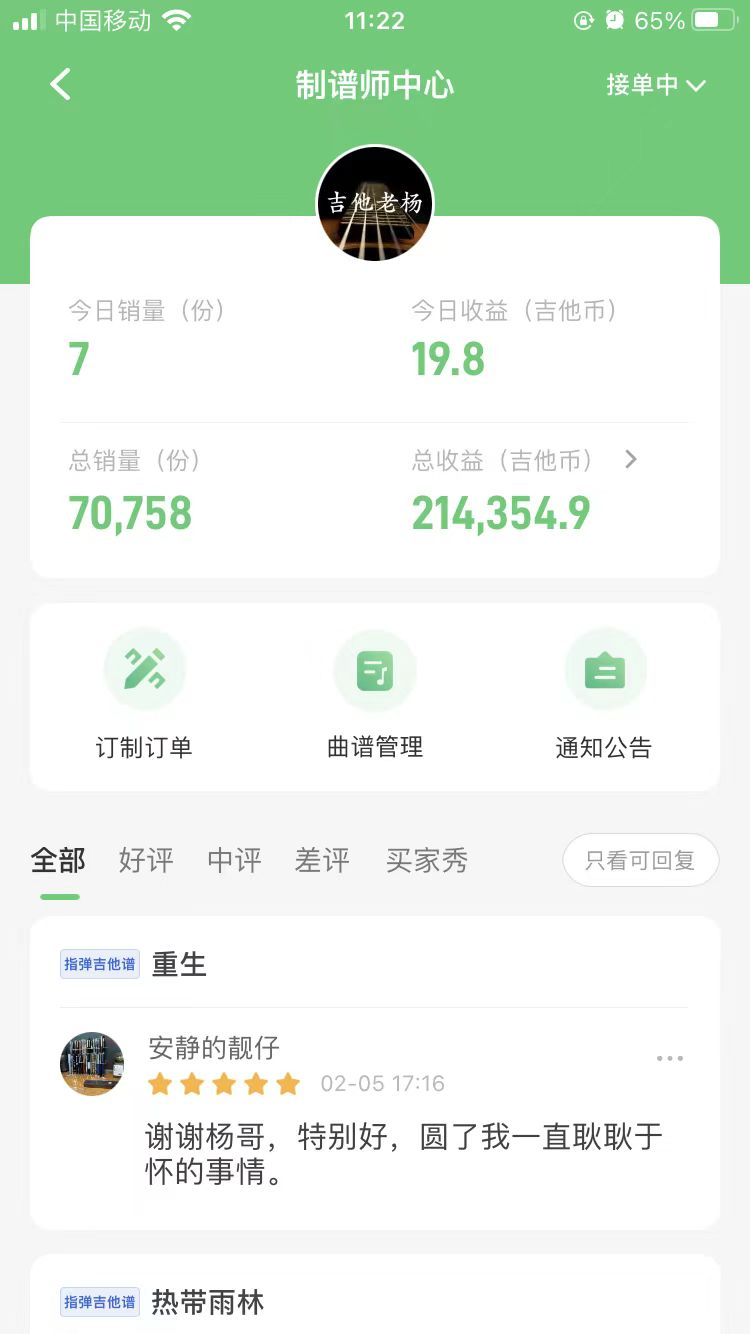 中国移动 11:22 65%
制谱师中心 接单中
吉他老杨
今日销量（份） 今日收益（吉他币）
7 19.8
总销量（份） 总收益（吉他币）
70,758 214,354.9
订制订单 曲谱管理 通知公告
全部 好评 中评 差评 买家秀 只看可回复
指弹吉他谱 重生
安静的靓仔
02-05 17:16
谢谢杨哥，特别好，圆了我一直耿耿于
怀的事情。
指弹吉他谱 热带雨林